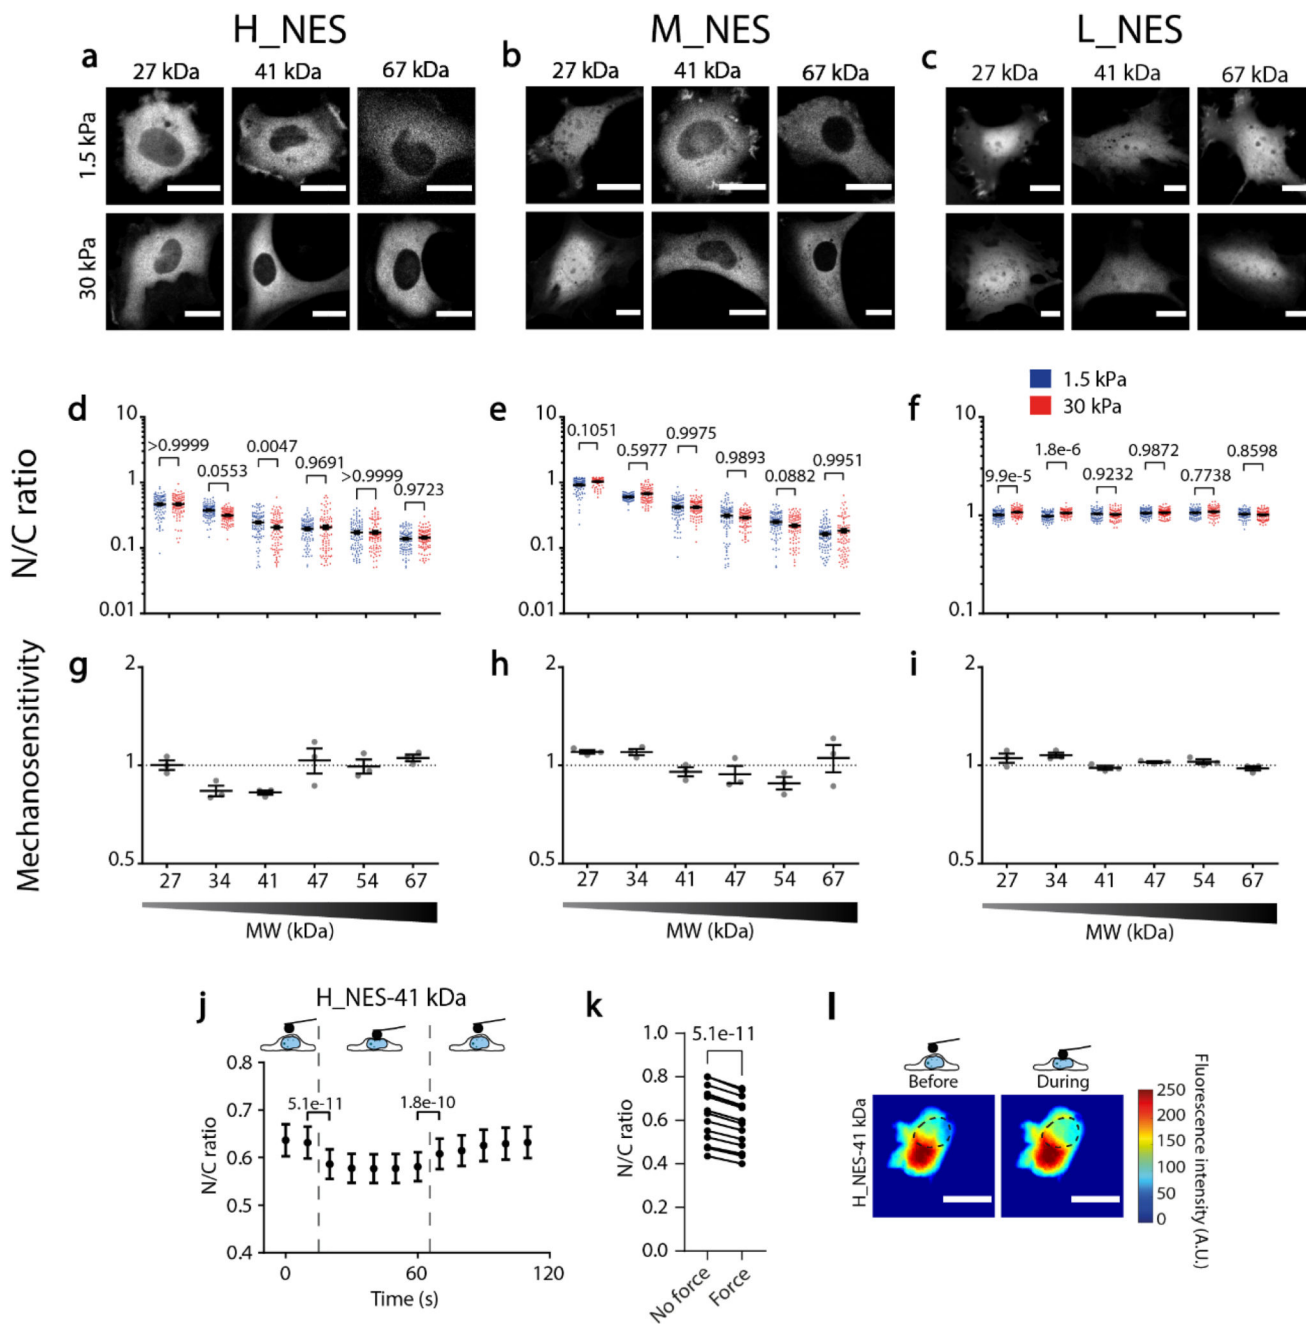 H_NES
M_NES
L_NES
a
27 kDa
41 kDa
67 kDa
b
27 kDa
41 kDa
67 kDa
c
27 kDa
41 kDa
67 kDa
1.5 kPa
30 kPa
1.5 kPa
30 kPa
N/C ratio
d
10
1
0.1
0.01
>0.9999
0.0553
0.0047
0.9691
>0.9999
0.9723
e
10
1
0.1
0.01
0.1051
0.5977
0.9975
0.9893
0.0882
0.9951
f
10
1
0.1
9.9e-5
1.8e-6
0.9232
0.9872
0.7738
0.8598
Mechanosensitivity
g
2
1
0.5
27 34 41 47 54 67
MW (kDa)
h
2
1
0.5
27 34 41 47 54 67
MW (kDa)
i
2
1
0.5
27 34 41 47 54 67
MW (kDa)
j
H_NES-41 kDa
N/C ratio
0.8
0.7
0.6
0.5
0.4
5.1e-11
1.8e-10
0 60 120
Time (s)
k
N/C ratio
1.0
0.8
0.6
0.4
0.2
0.0
5.1e-11
No force
Force
l
Before
During
H_NES-41 kDa
250
200
150
100
50
0
Fluorescence intensity (A.U.)